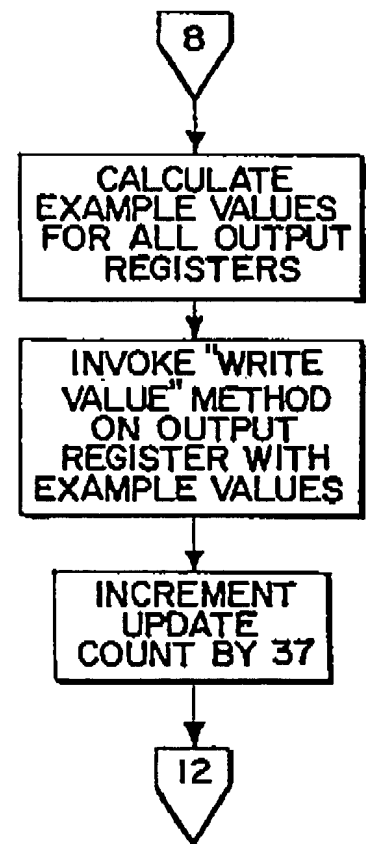 8
CALCULATE
EXAMPLE VALUES
FOR ALL OUTPUT
REGISTERS
INVOKE "WRITE
VALUE" METHOD
ON OUTPUT
REGISTER WITH
EXAMPLE VALUES
INCREMENT
UPDATE
COUNT BY 37
12